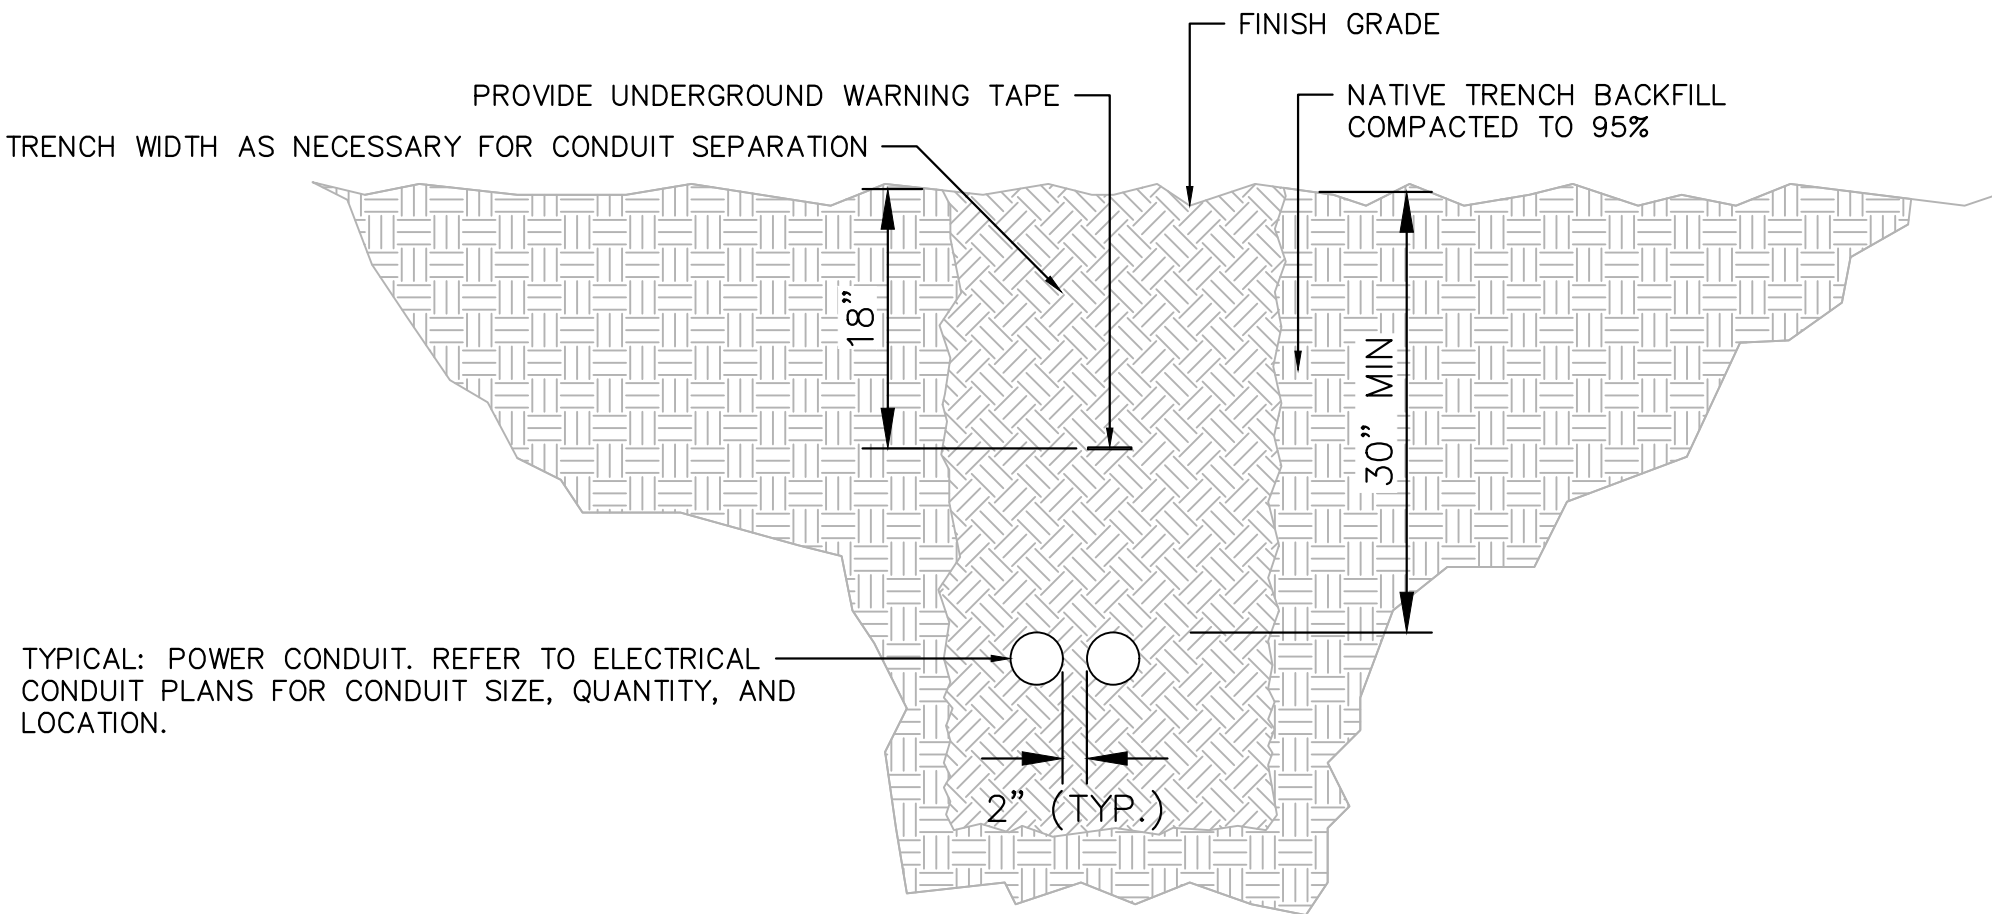 FINISH GRADE
PROVIDE UNDERGROUND WARNING TAPE
NATIVE TRENCH BACKFILL
COMPACTED TO 95%
TRENCH WIDTH AS NECESSARY FOR CONDUIT SEPARATION
18"
30" MIN
TYPICAL: POWER CONDUIT. REFER TO ELECTRICAL
CONDUIT PLANS FOR CONDUIT SIZE, QUANTITY, AND
LOCATION.
2" (TYP.)